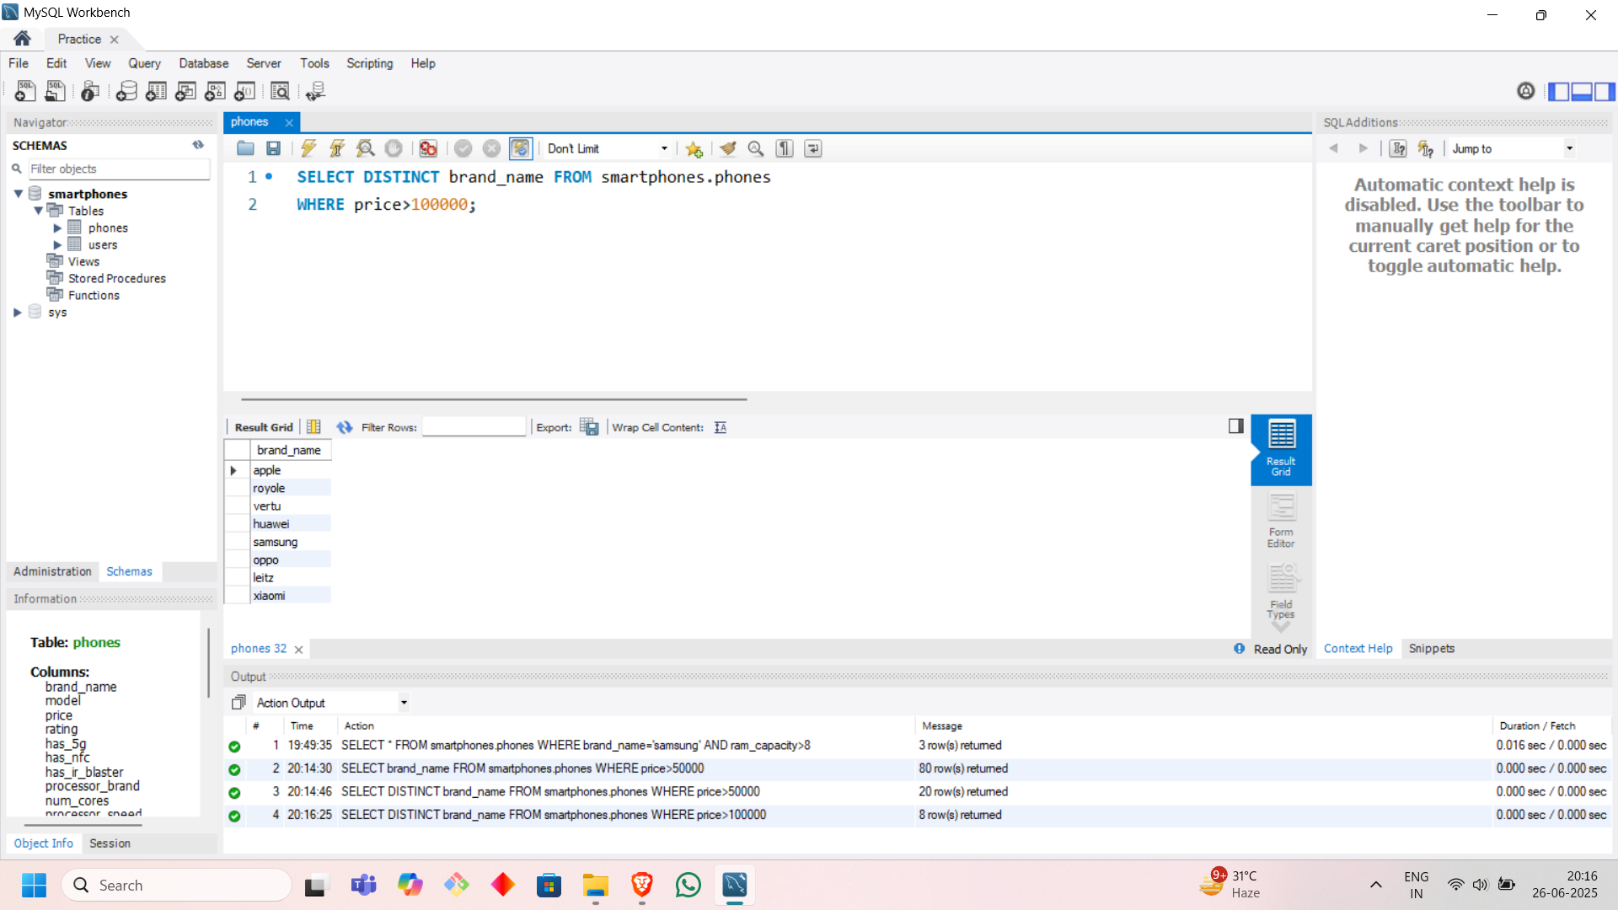 MySQL Workbench
Practice
File Edit View Query Database Server Tools Scripting Help
Navigator
SCHEMAS
Filter objects
smartphones
Tables
phones
users
Views
Stored Procedures
Functions
sys
Administration Schemas
Information
Table: phones
Columns:
brand_name
model
price
rating
has_5g
has_nfc
has_ir_blaster
processor_brand
num_cores
processor_speed
Object Info Session
phones
Don't Limit
1 SELECT DISTINCT brand_name FROM smartphones.phones
2 WHERE price>100000;
Result Grid Filter Rows: Export: Wrap Cell Content:
brand_name
apple
royole
vertu
huawei
samsung
oppo
leitz
xiaomi
Result
Grid
Form
Editor
Field
Types
phones 32
Read Only
SQLAdditions
Jump to
Automatic context help is
disabled. Use the toolbar to
manually get help for the
current caret position or to
toggle automatic help.
Context Help Snippets
Output
Action Output
# Time Action Message Duration / Fetch
1 19:49:35 SELECT * FROM smartphones.phones WHERE brand_name='samsung' AND ram_capacity>8 3 row(s) returned 0.016 sec / 0.000 sec
2 20:14:30 SELECT brand_name FROM smartphones.phones WHERE price>50000 80 row(s) returned 0.000 sec / 0.000 sec
3 20:14:46 SELECT DISTINCT brand_name FROM smartphones.phones WHERE price>50000 20 row(s) returned 0.000 sec / 0.000 sec
4 20:16:25 SELECT DISTINCT brand_name FROM smartphones.phones WHERE price>100000 8 row(s) returned 0.000 sec / 0.000 sec
Search
9+
31°C
Haze
ENG
IN
20:16
26-06-2025